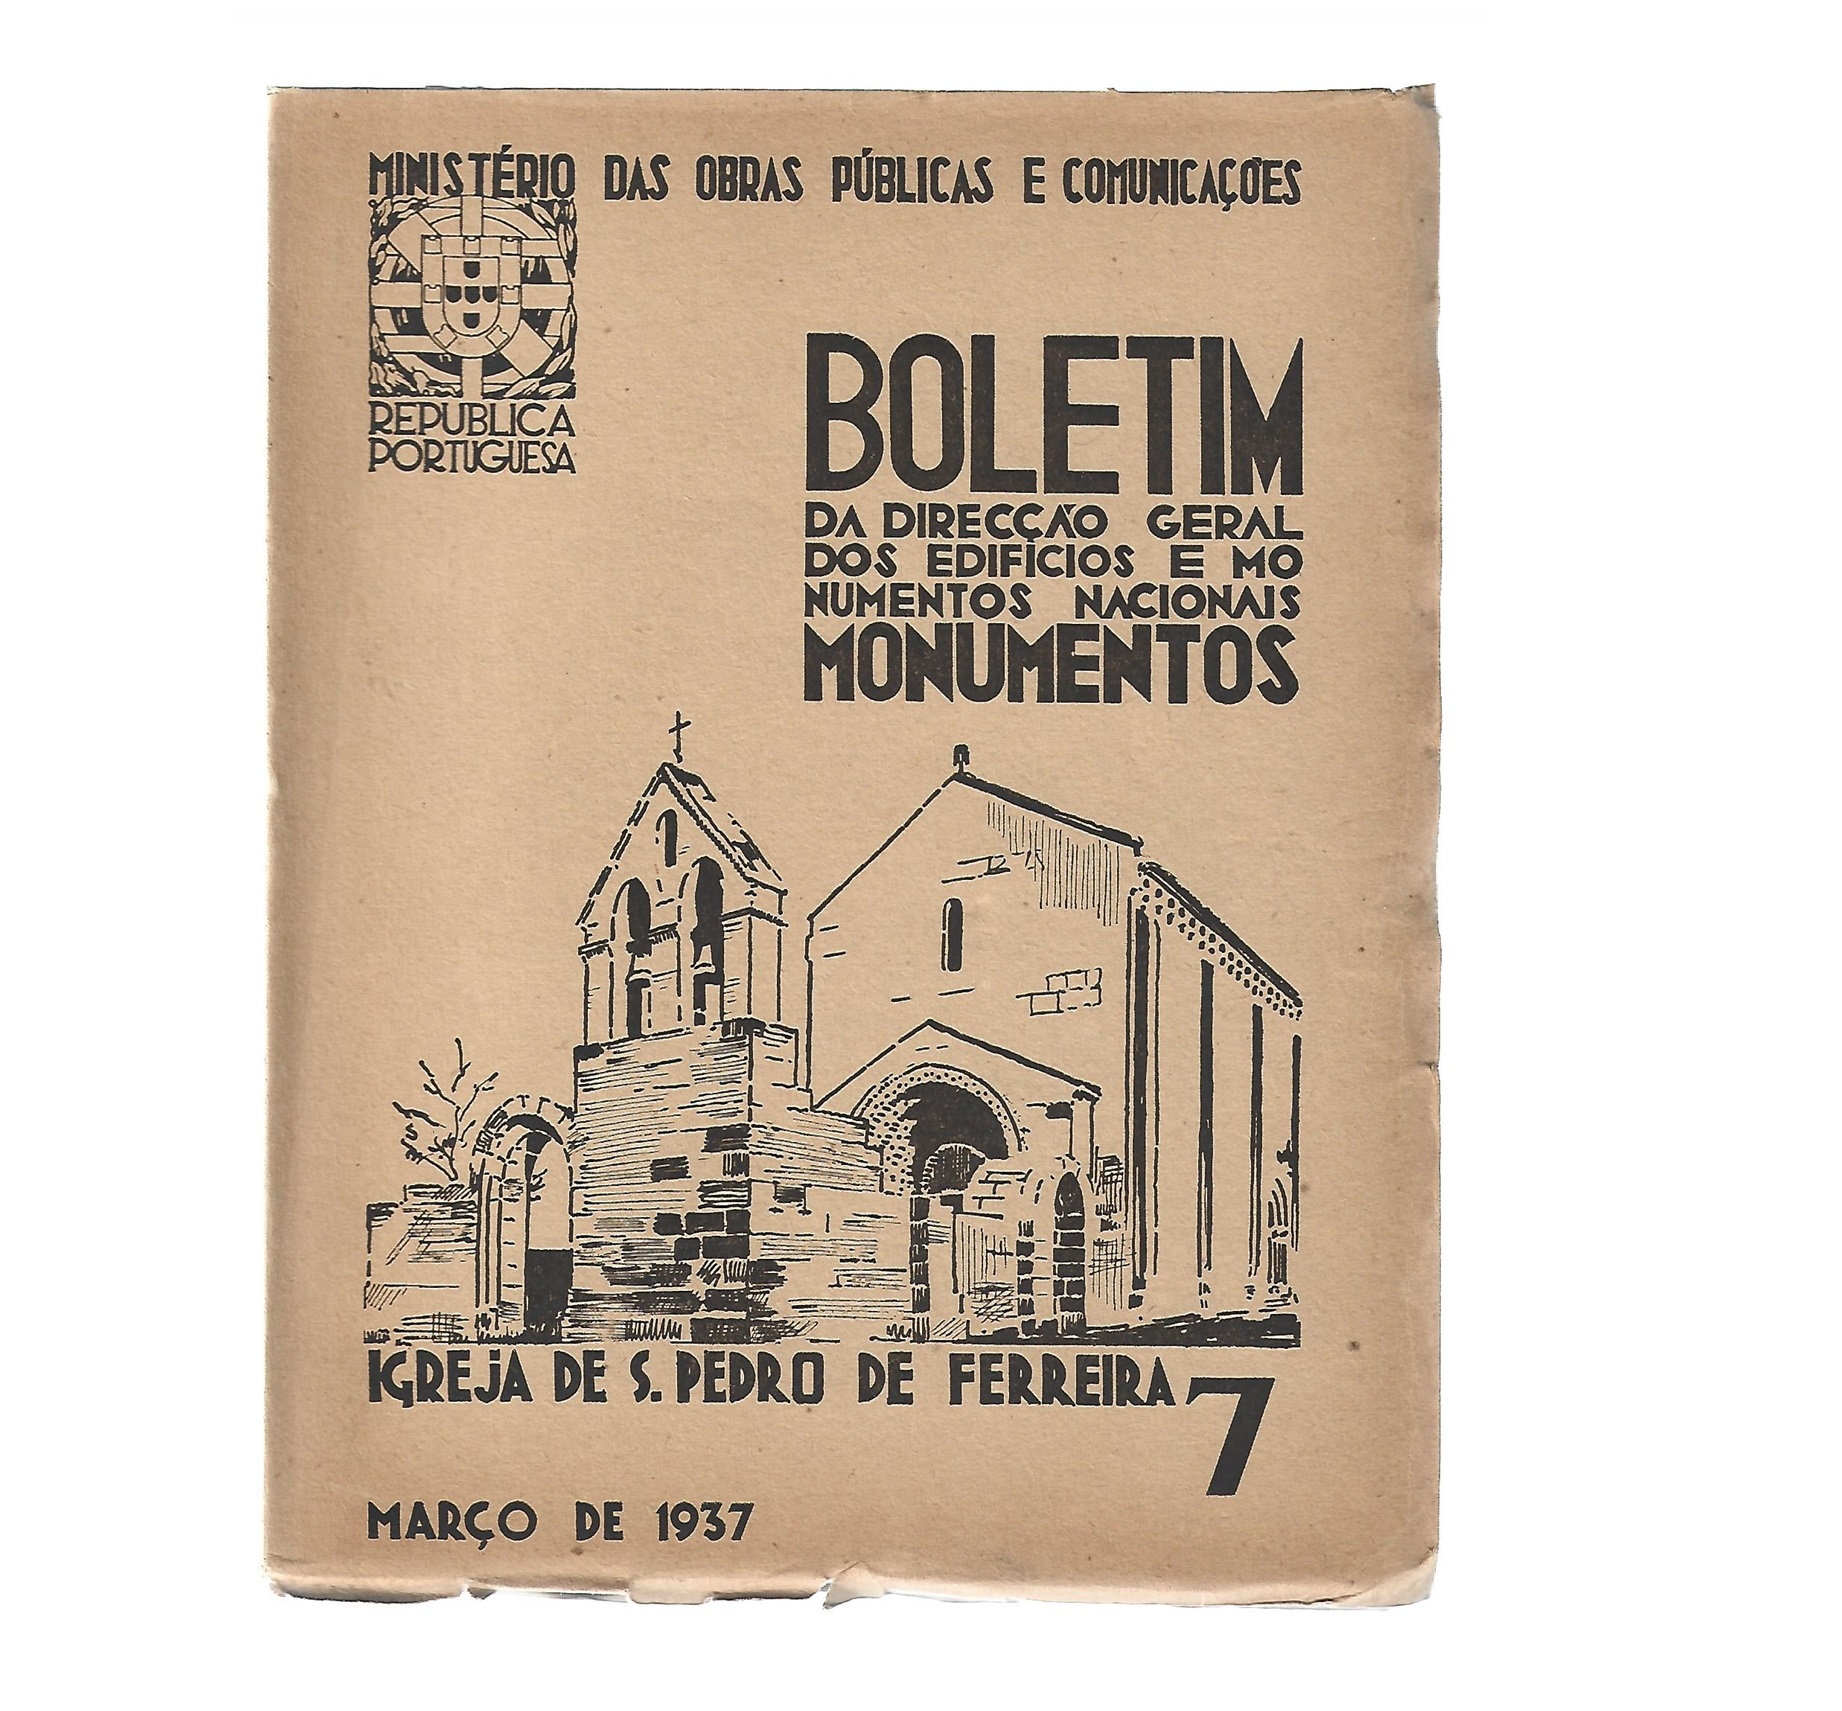 MINISTÉRIO DAS OBRAS PÚBLICAS E COMUNICAÇÕES
REPUBLICA
PORTUGUESA
BOLETIM
DA DIRECÇÃO GERAL
DOS EDIFÍCIOS E MO
NUMENTOS NACIONAIS
MONUMENTOS
IGREJA DE S. PEDRO DE FERREIRA 7
MARÇO DE 1937